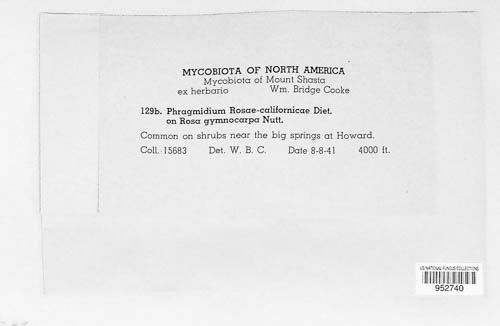 MYCOBIOTA OF NORTH AMERICA
Mycobiota of Mount Shasta
ex herbario Wm. Bridge Cooke
129b. Phragmidium Rosae-californicae Diet.
on Rosa gymnocarpa Nutt.
Common on shrubs near the big springs at Howard.
Coll. 15683 Det. W. B. C. Date 8-8-41 4000 ft.
US NATIONAL FUNGUS COLLECTIONS
952740